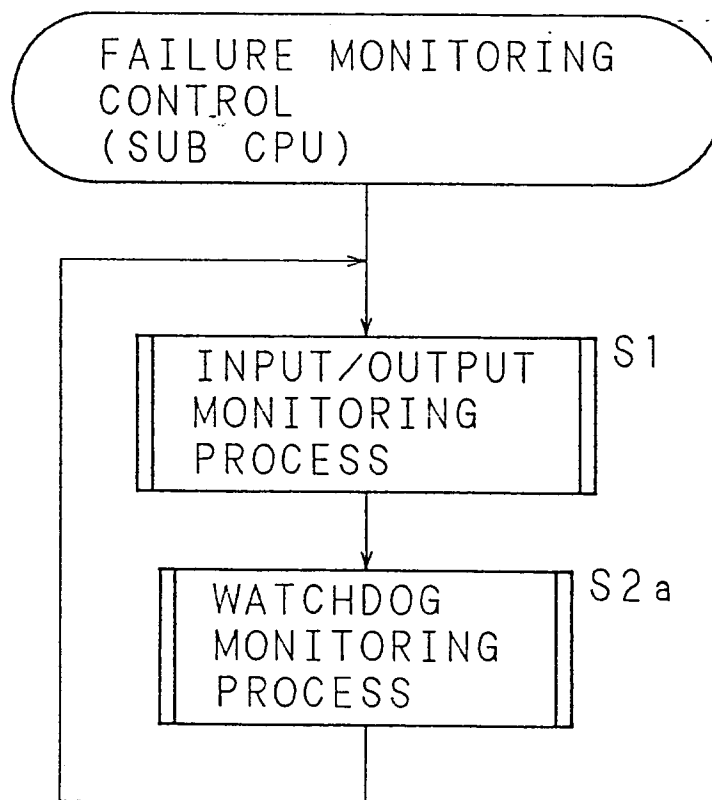 FAILURE MONITORING
CONTROL
(SUB CPU)
S1
INPUT/OUTPUT
MONITORING
PROCESS
S2a
WATCHDOG
MONITORING
PROCESS